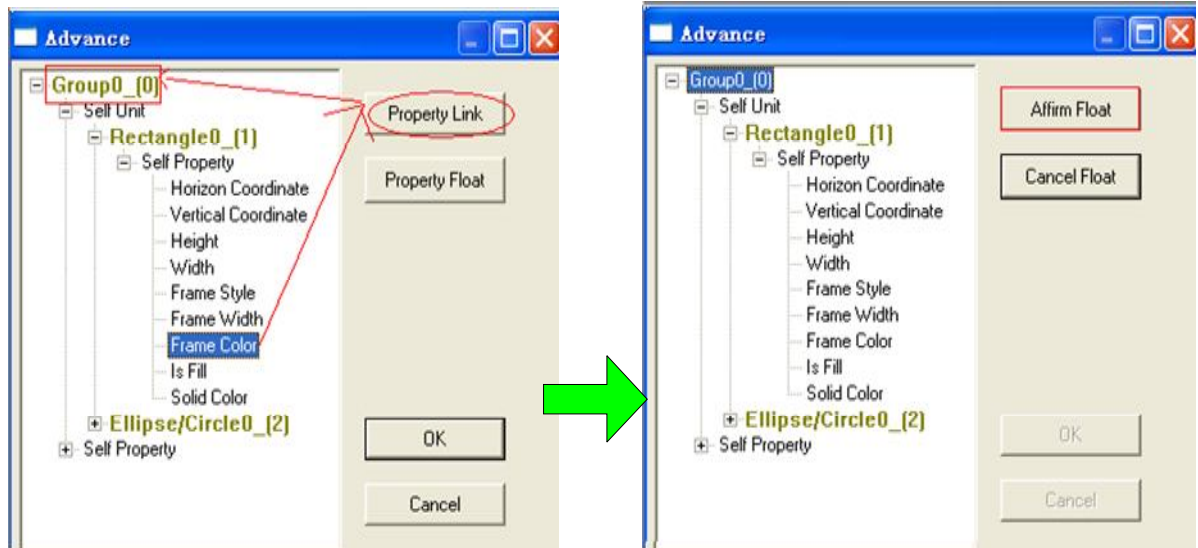 Advance
Group0_(0)
Self Unit
Rectangle0_(1)
Self Property
Horizon Coordinate
Vertical Coordinate
Height
Width
Frame Style
Frame Width
Frame Color
Is Fill
Solid Color
Ellipse/Circle0_(2)
Self Property
Property Link
Property Float
OK
Cancel
Advance
Group0_(0)
Self Unit
Rectangle0_(1)
Self Property
Horizon Coordinate
Vertical Coordinate
Height
Width
Frame Style
Frame Width
Frame Color
Is Fill
Solid Color
Ellipse/Circle0_(2)
Self Property
Affirm Float
Cancel Float
OK
Cancel